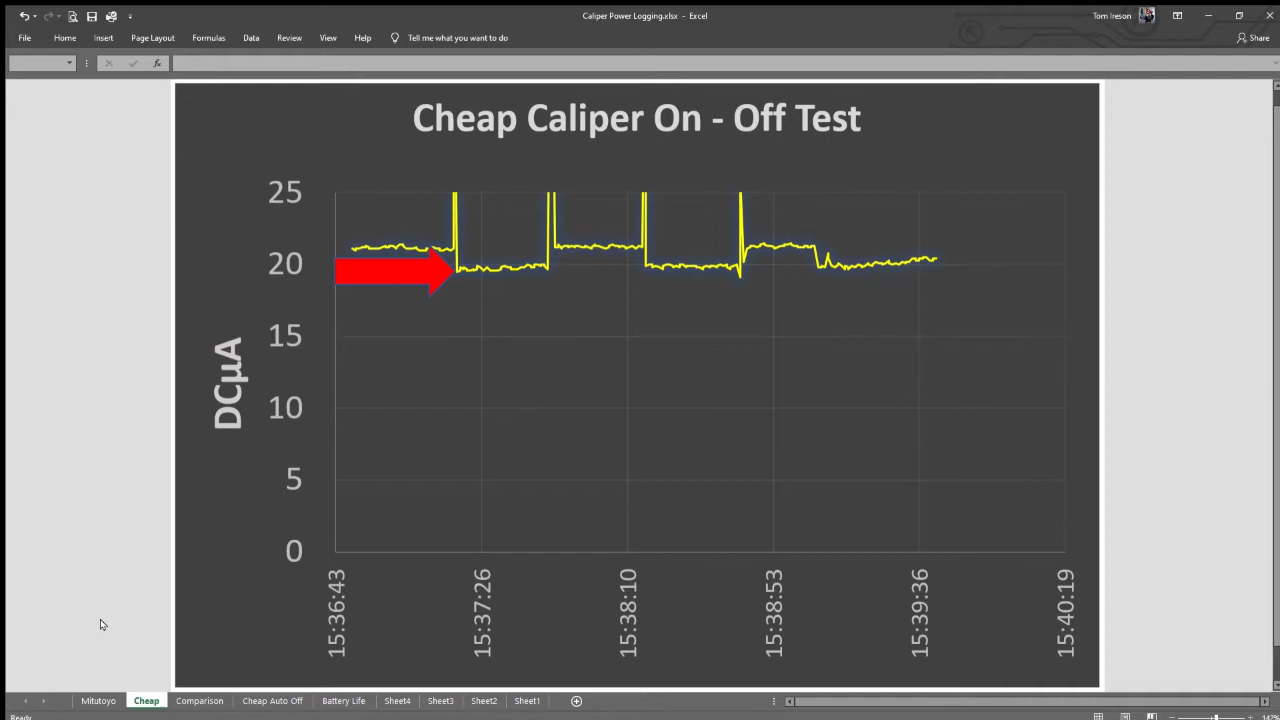 Caliper Power Logging.xlsx - Excel
Tom Ireson
File Home Insert Page Layout Formulas Data Review View Help Tell me what you want to do
Share
fx
Cheap Caliper On - Off Test
25
20
15
10
5
0
DCµA
15:36:43 15:37:26 15:38:10 15:38:53 15:39:36 15:40:19
Mitutoyo Cheap Comparison Cheap Auto Off Battery Life Sheet4 Sheet3 Sheet2 Sheet1
Ready